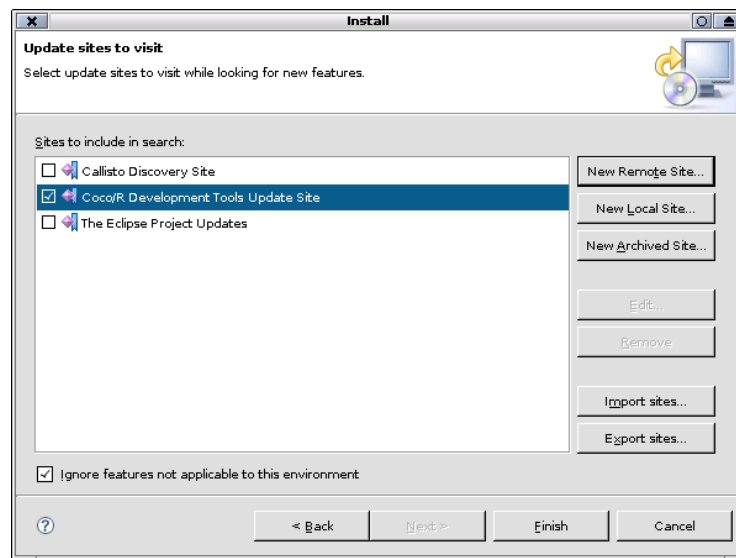 Install
Update sites to visit
Select update sites to visit while looking for new features.
Sites to include in search:
Callisto Discovery Site
Coco/R Development Tools Update Site
The Eclipse Project Updates
New Remote Site...
New Local Site...
New Archived Site...
Edit...
Remove
Import sites...
Export sites...
Ignore features not applicable to this environment
< Back
Next >
Finish
Cancel